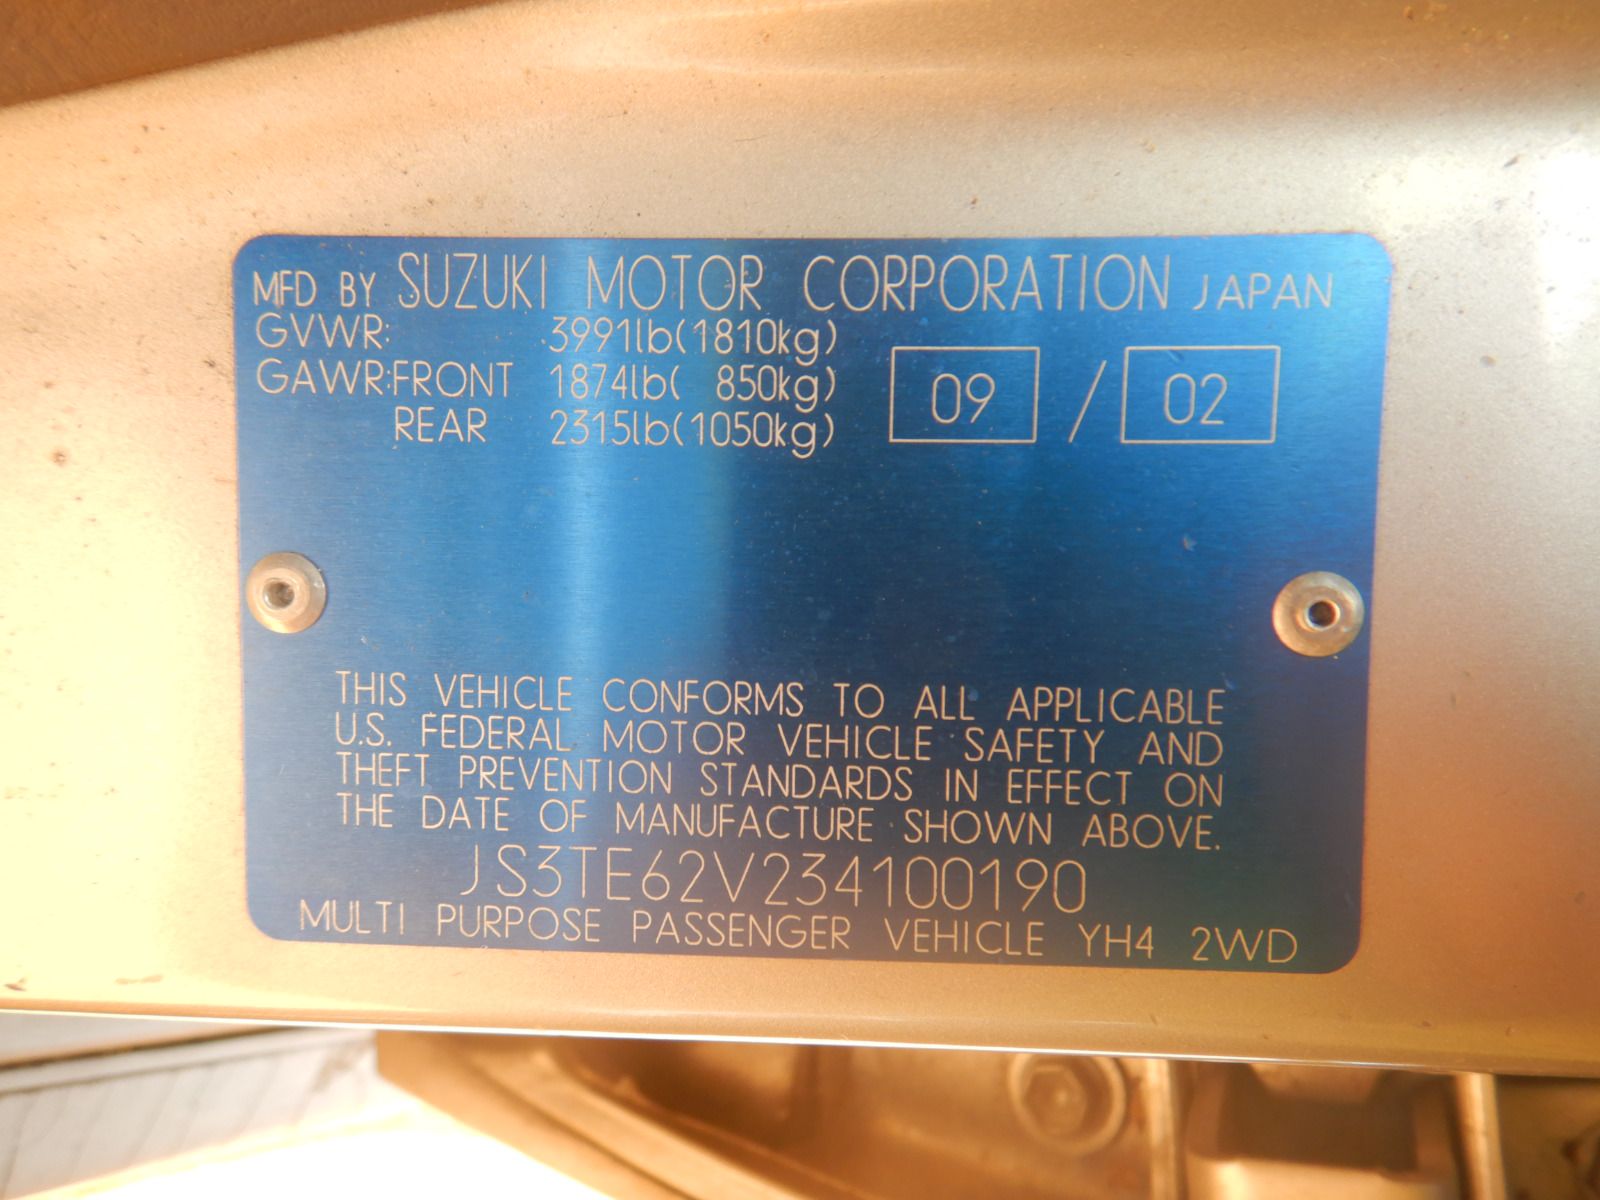 MFD BY SUZUKI MOTOR CORPORATION JAPAN
GVWR: 3991lb(1810kg)
GAWR:FRONT 1874lb( 850kg)
REAR 2315lb(1050kg)
09 / 02
THIS VEHICLE CONFORMS TO ALL APPLICABLE
U.S. FEDERAL MOTOR VEHICLE SAFETY AND
THEFT PREVENTION STANDARDS IN EFFECT ON
THE DATE OF MANUFACTURE SHOWN ABOVE.
JS3TE62V234100190
MULTI PURPOSE PASSENGER VEHICLE YH4 2WD